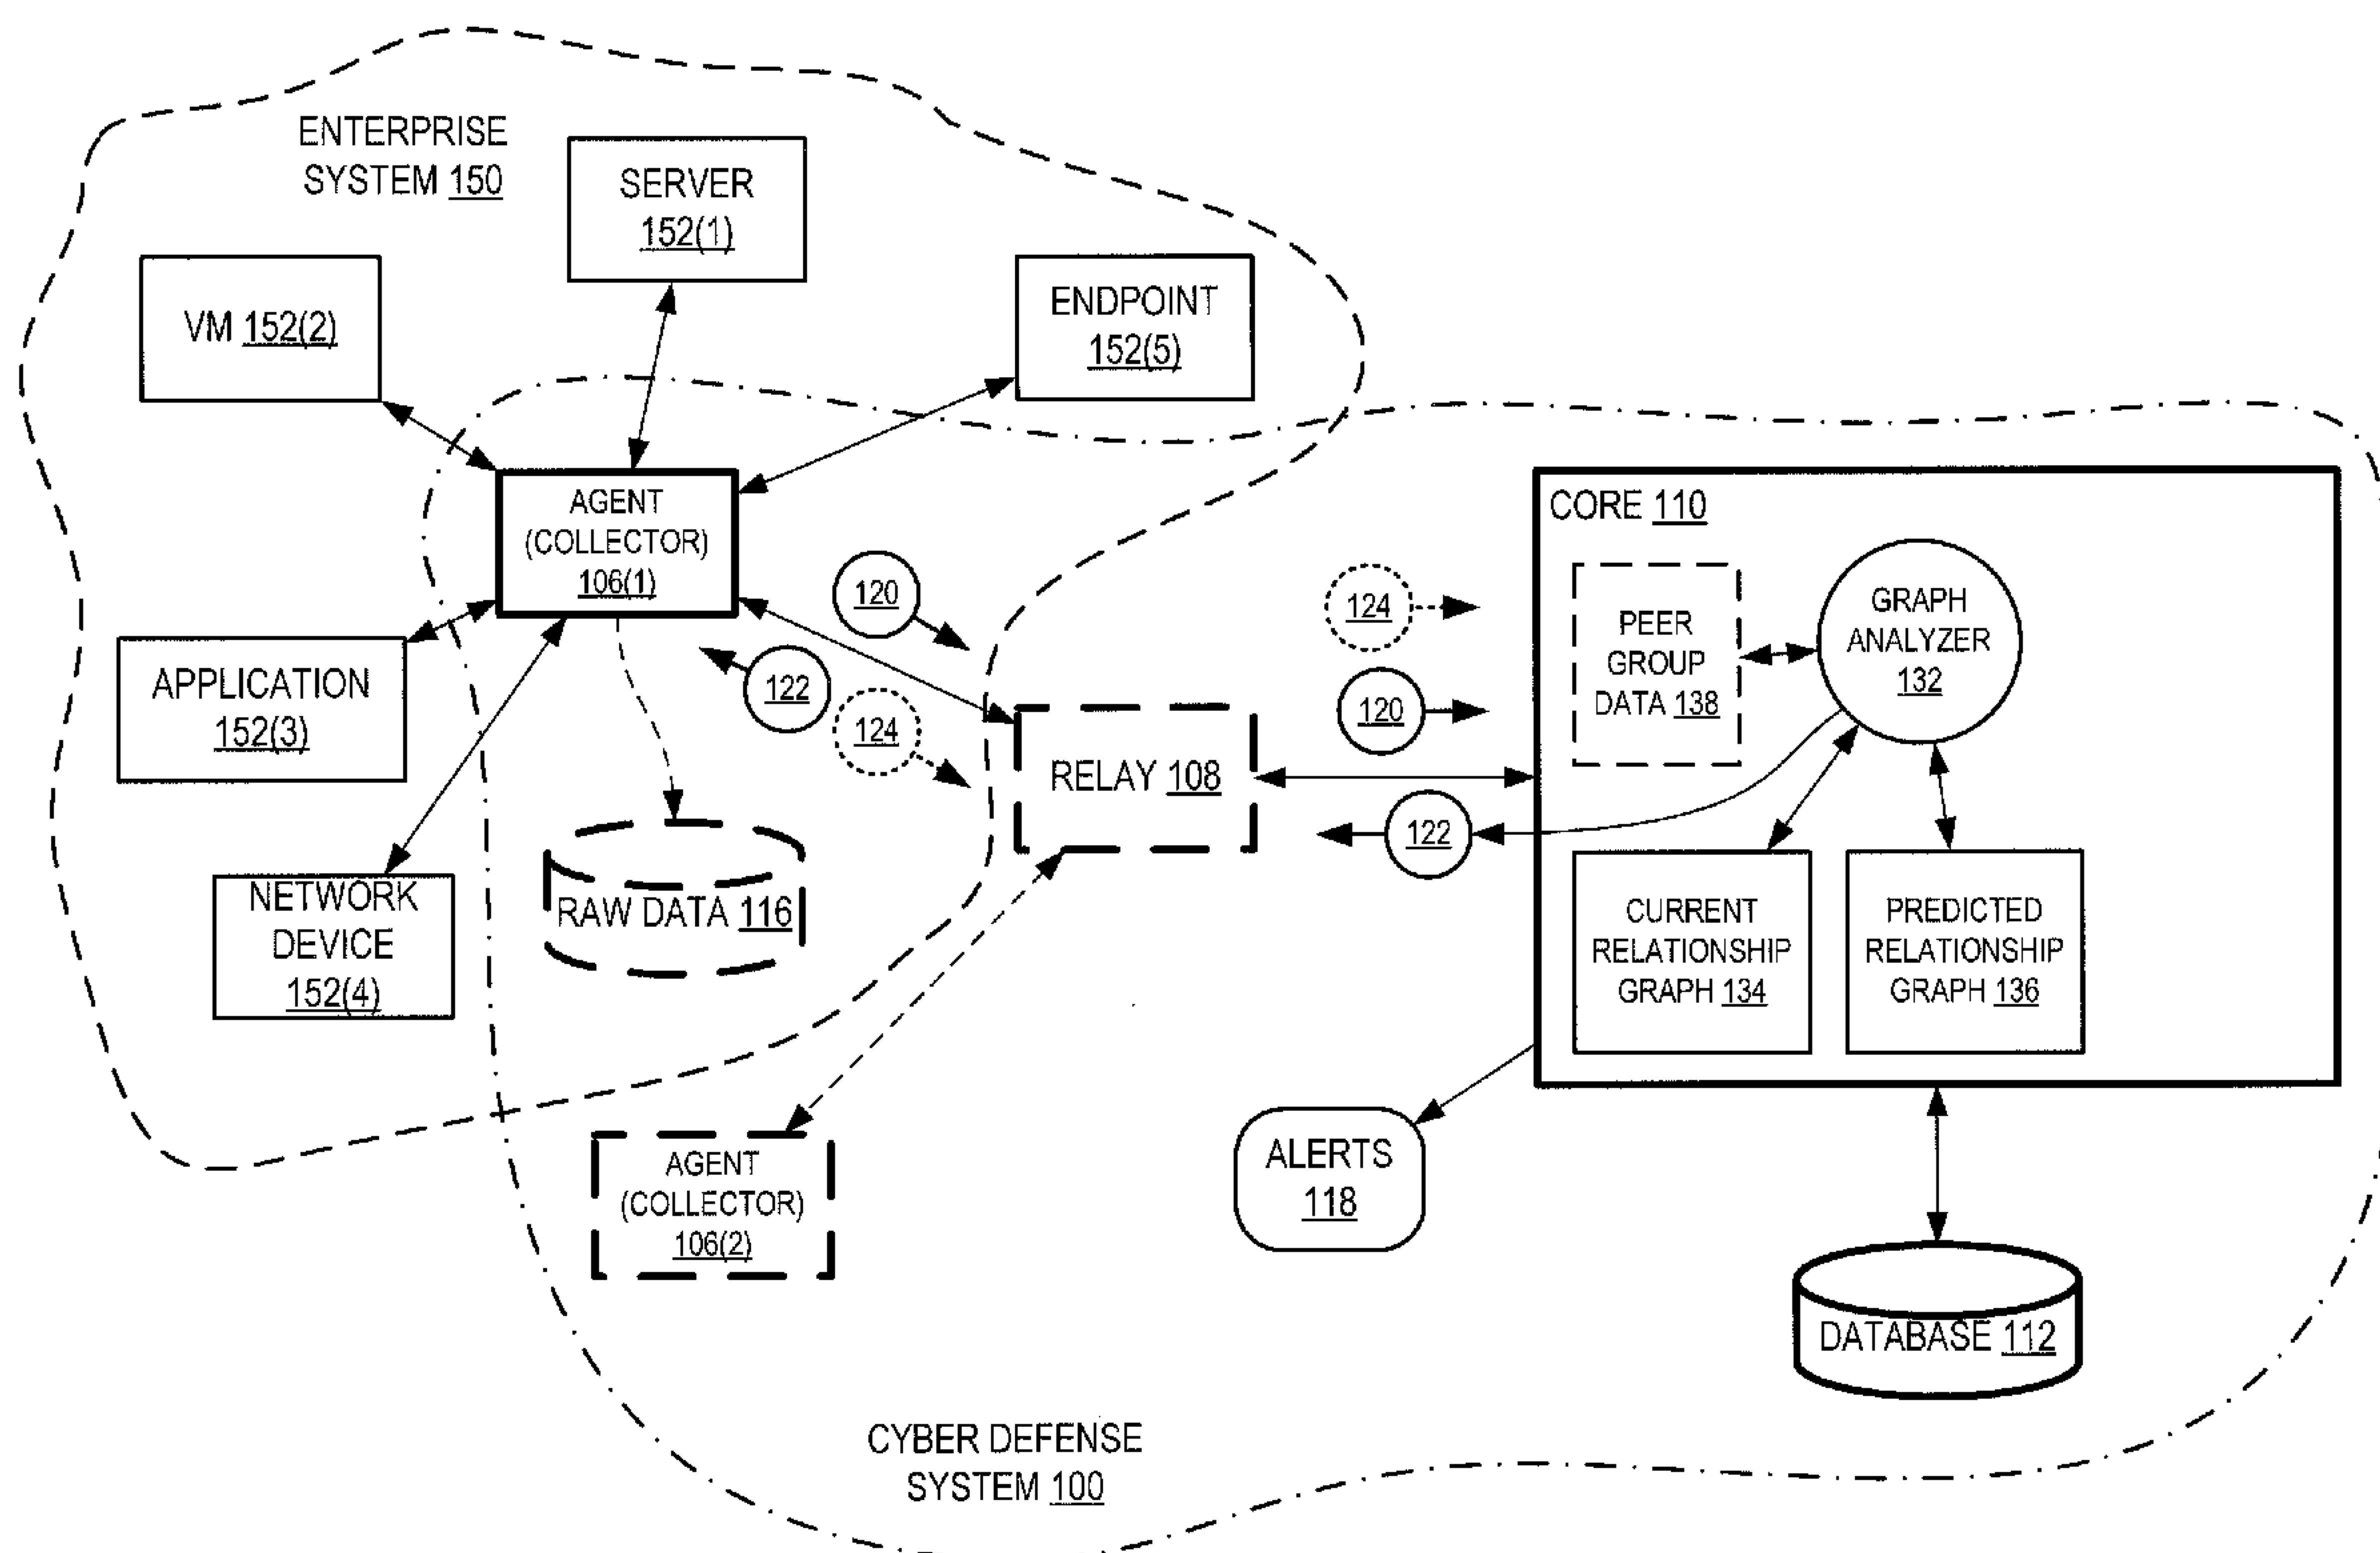 ENTERPRISE
SYSTEM 150
SERVER
152(1)
VM 152(2)
ENDPOINT
152(5)
AGENT
(COLLECTOR)
106(1)
APPLICATION
152(3)
NETWORK
DEVICE
152(4)
120
122
124
RAW DATA 116
RELAY 108
AGENT
(COLLECTOR)
106(2)
124
120
122
CORE 110
PEER
GROUP
DATA 138
GRAPH
ANALYZER
132
CURRENT
RELATIONSHIP
GRAPH 134
PREDICTED
RELATIONSHIP
GRAPH 136
ALERTS
118
DATABASE 112
CYBER DEFENSE
SYSTEM 100